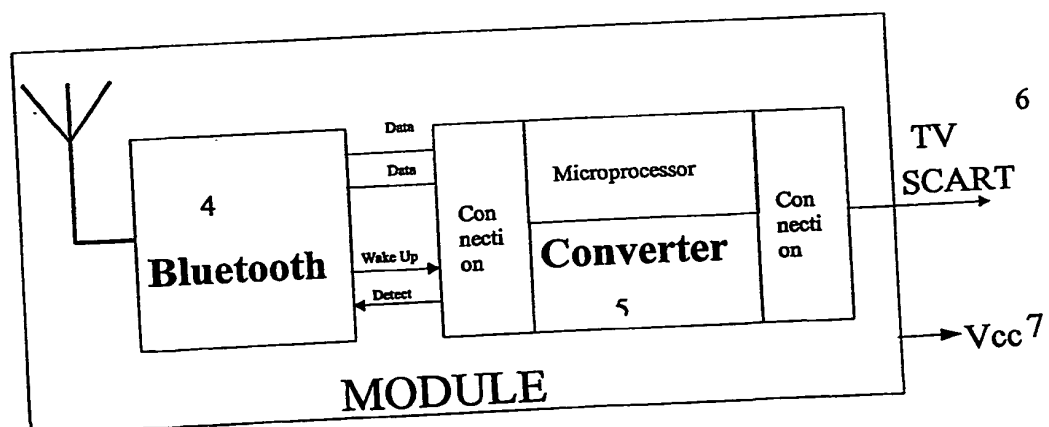 6
TV
SCART
Data
Data
Microprocessor
4
Con
necti
on
Con
necti
on
Bluetooth
Wake Up
Converter
Detect
5
Vcc 7
MODULE